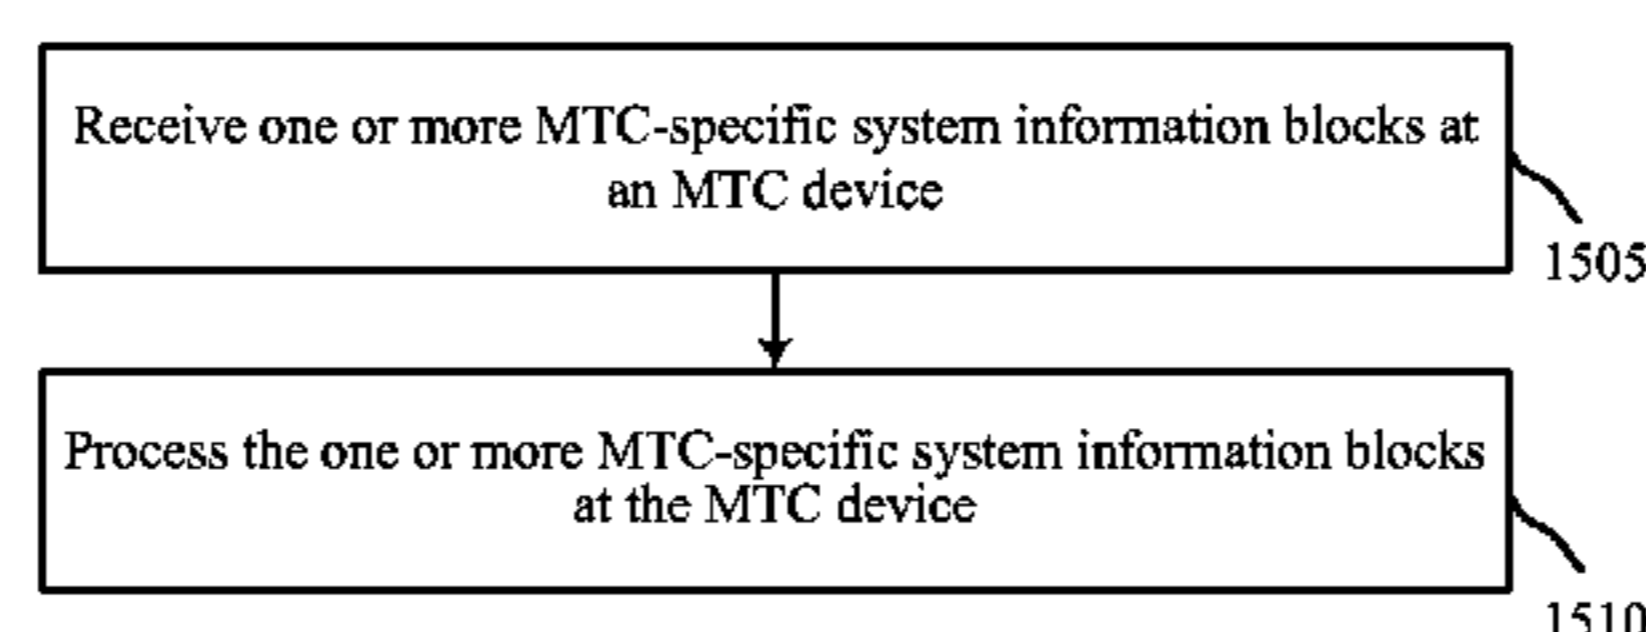 Receive one or more MTC-specific system information blocks at
an MTC device
1505
Process the one or more MTC-specific system information blocks
at the MTC device
1510